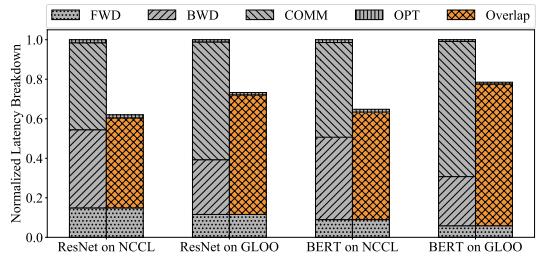 FWD BWD COMM OPT Overlap
Normalized Latency Breakdown
1.0
0.8
0.6
0.4
0.2
0.0
ResNet on NCCL ResNet on GLOO BERT on NCCL BERT on GLOO